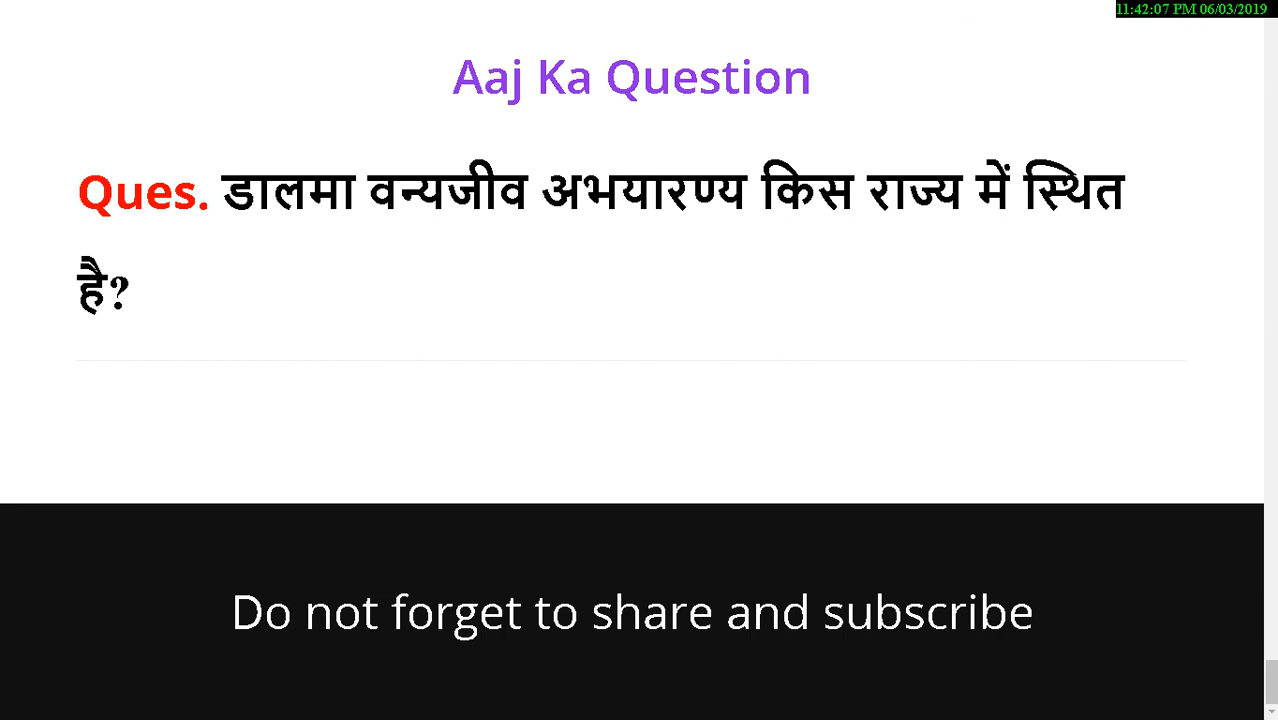 11:42:07 PM 06/03/2019
Aaj Ka Question
Ques. डालमा वन्यजीव अभयारण्य किस राज्य में स्थित
है?
Do not forget to share and subscribe